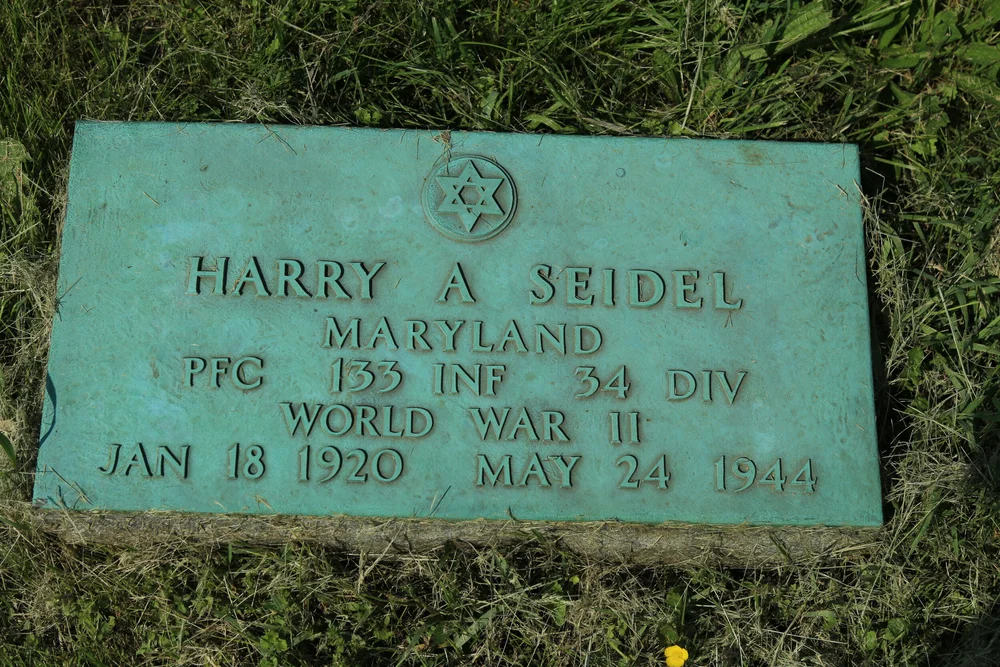 HARRY A SEIDEL
MARYLAND
PFC 133 INF 34 DIV
WORLD WAR II
JAN 18 1920 MAY 24 1944